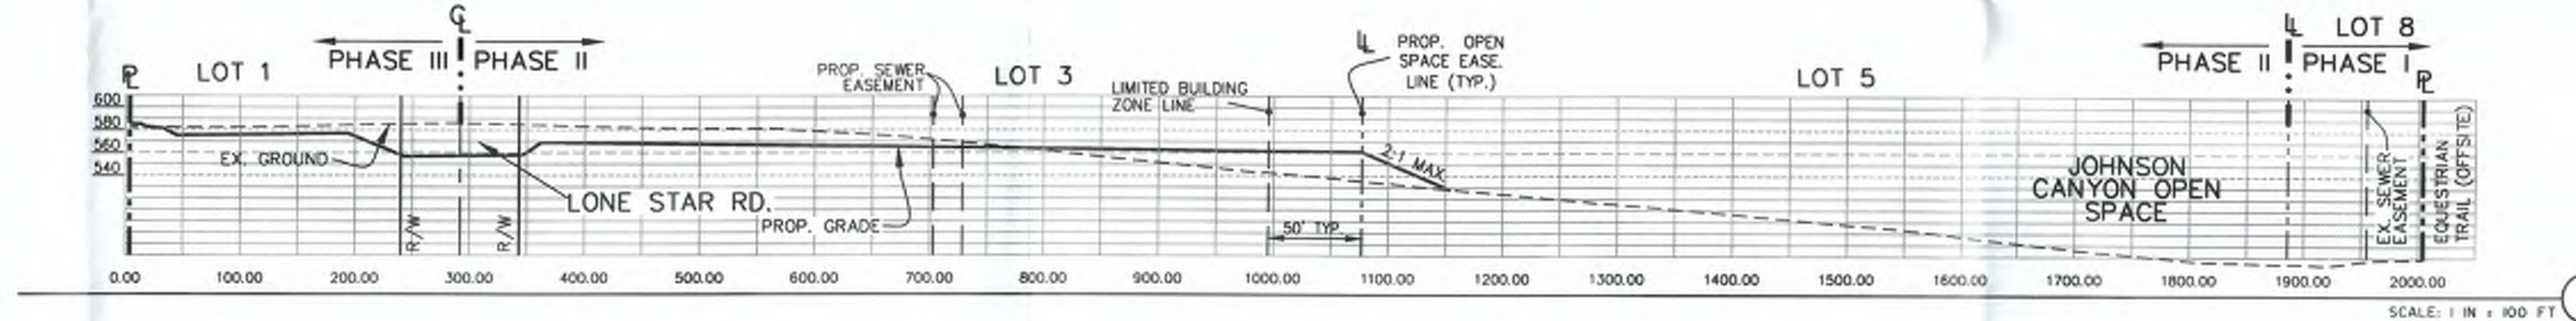 C̵L
L̵L LOT 8
PHASE III PHASE II
PROP. OPEN
SPACE EASE.
LINE (TYP.)
PHASE II PHASE I
PL LOT 1
PROP. SEWER
EASEMENT
LOT 3
LIMITED BUILDING
ZONE LINE
LL
LOT 5
PL
600
580
560
540
EX. GROUND
LONE STAR RD.
PROP. GRADE
R/W
R/W
2:1 MAX.
50' TYP.
JOHNSON
CANYON OPEN
SPACE
EX. SEWER
EASEMENT
EQUESTRIAN
TRAIL (OFFSITE)
0.00 100.00 200.00 300.00 400.00 500.00 600.00 700.00 800.00 900.00 1000.00 1100.00 1200.00 1300.00 1400.00 1500.00 1600.00 1700.00 1800.00 1900.00 2000.00
SCALE: 1 IN = 100 FT